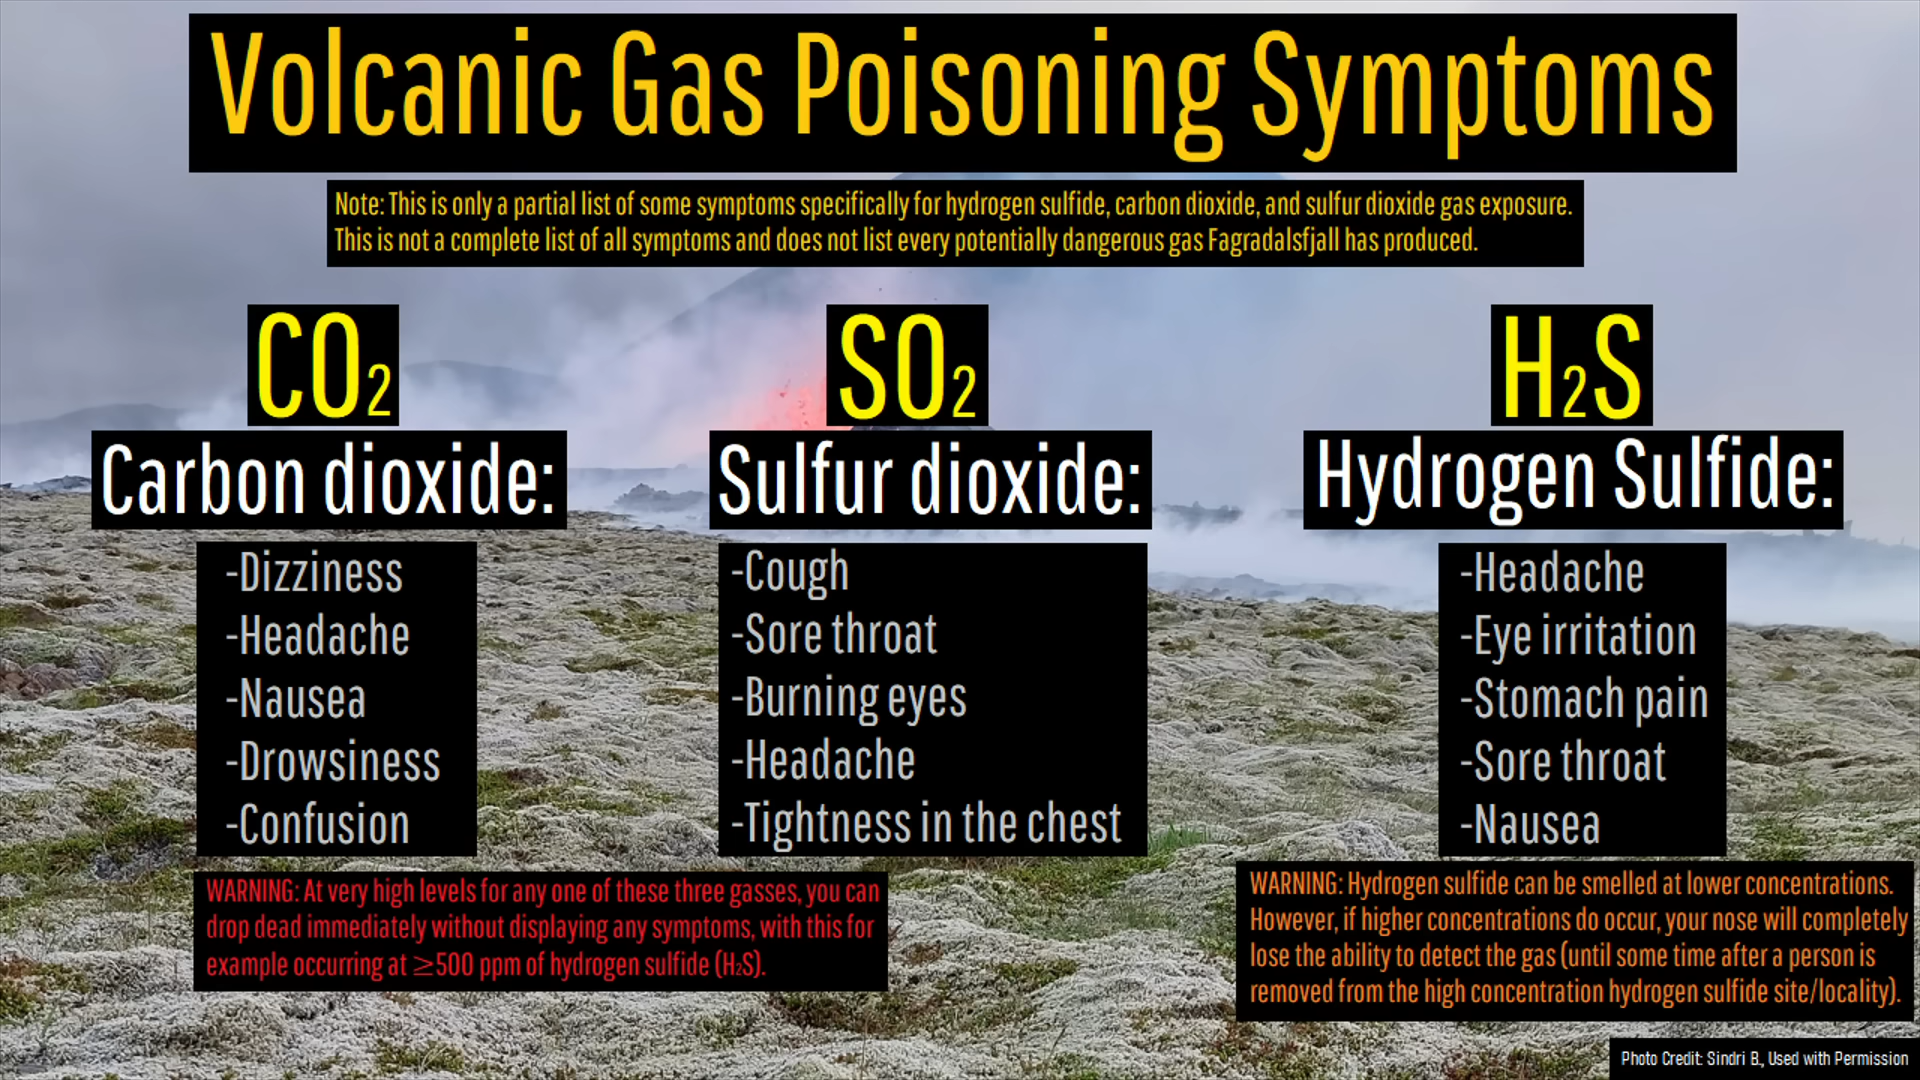 Volcanic Gas Poisoning Symptoms
Note: This is only a partial list of some symptoms specifically for hydrogen sulfide, carbon dioxide, and sulfur dioxide gas exposure.
This is not a complete list of all symptoms and does not list every potentially dangerous gas Fagradalsfjall has produced.
CO₂
Carbon dioxide:
-Dizziness
-Headache
-Nausea
-Drowsiness
-Confusion
SO₂
Sulfur dioxide:
-Cough
-Sore throat
-Burning eyes
-Headache
-Tightness in the chest
H₂S
Hydrogen Sulfide:
-Headache
-Eye irritation
-Stomach pain
-Sore throat
-Nausea
WARNING: At very high levels for any one of these three gasses, you can
drop dead immediately without displaying any symptoms, with this for
example occurring at ≥500 ppm of hydrogen sulfide (H₂S).
WARNING: Hydrogen sulfide can be smelled at lower concentrations.
However, if higher concentrations do occur, your nose will completely
lose the ability to detect the gas (until some time after a person is
removed from the high concentration hydrogen sulfide site/locality).
Photo Credit: Sindri B., Used with Permission